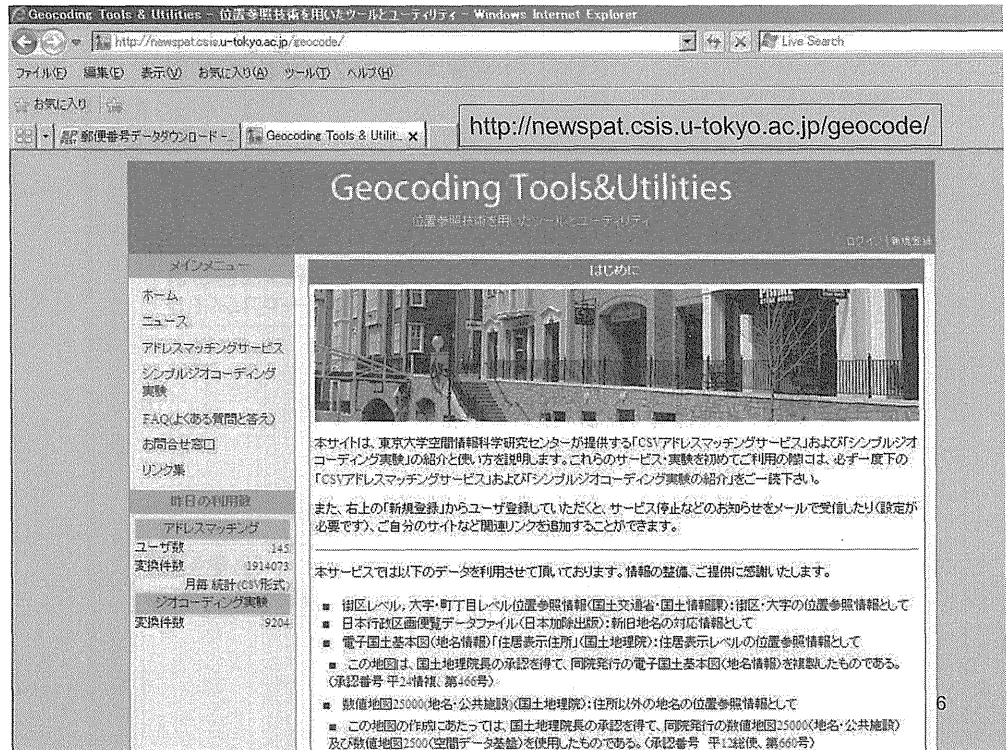 Geocoding Tools & Utilities - 位置参照技術を用いたツールとユーティリティ - Windows Internet Explorer
http://newspat.csis.u-tokyo.ac.jp/geocode/
Live Search
ファイル(F) 編集(E) 表示(V) お気に入り(A) ツール(T) ヘルプ(H)
お気に入り
郵便番号データダウンロード -...
Geocoding Tools & Utilit...
http://newspat.csis.u-tokyo.ac.jp/geocode/
Geocoding Tools&Utilities
位置参照技術を用いたツールとユーティリティ
ログイン | 新規登録
メインメニュー
ホーム
ニュース
アドレスマッチングサービス
シンプルジオコーディング
実験
FAQ(よくある質問と答え)
お問合せ窓口
リンク集
昨日の利用数
アドレスマッチング
ユーザ数 145
変換件数 1914073
月毎統計(CSV形式)
ジオコーディング実験
変換件数 9204
はじめに
本サイトは、東京大学空間情報科学研究センターが提供する「CSVアドレスマッチングサービス」および「シンプルジオ
コーディング実験」の紹介と使い方を説明します。これらのサービス・実験を初めてご利用の際には、必ず一度下の
「CSVアドレスマッチングサービス」および「シンプルジオコーディング実験の紹介」をご一読下さい。
また、右上の「新規登録」からユーザ登録していただくと、サービス停止などのお知らせをメールで受信したり(設定が
必要です)、ご自分のサイトなど関連リンクを追加することができます。
本サービスでは以下のデータを利用させて頂いております。情報の整備、ご提供に感謝いたします。
■ 街区レベル，大字・町丁目レベル位置参照情報(国土交通省・国土情報課):街区・大字の位置参照情報として
■ 日本行政区画便覧データファイル(日本加除出版):新旧地名の対応情報として
■ 電子国土基本図(地名情報)「住居表示住所」(国土地理院):住居表示レベルの位置参照情報として
■ この地図は、国土地理院長の承認を得て、同院発行の電子国土基本図(地名情報)を複製したものである。
(承認番号 平24情複、第466号)
■ 数値地図25000(地名・公共施設)(国土地理院):住所以外の地名の位置参照情報として
■ この地図の作成にあたっては、国土地理院長の承認を得て、同院発行の数値地図25000(地名・公共施設)
及び数値地図2500(空間データ基盤)を使用したものである。(承認番号 平12総使、第660号)
6